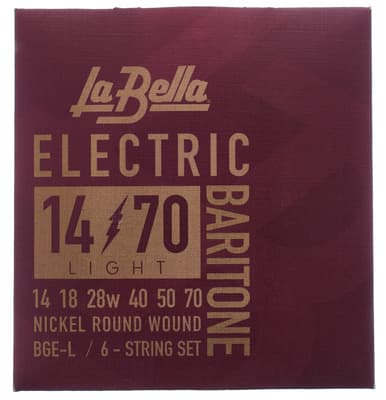 La Bella
ELECTRIC
BARITONE
14 70
LIGHT
14 18 28w 40 50 70
NICKEL ROUND WOUND
BGE-L / 6 - STRING SET